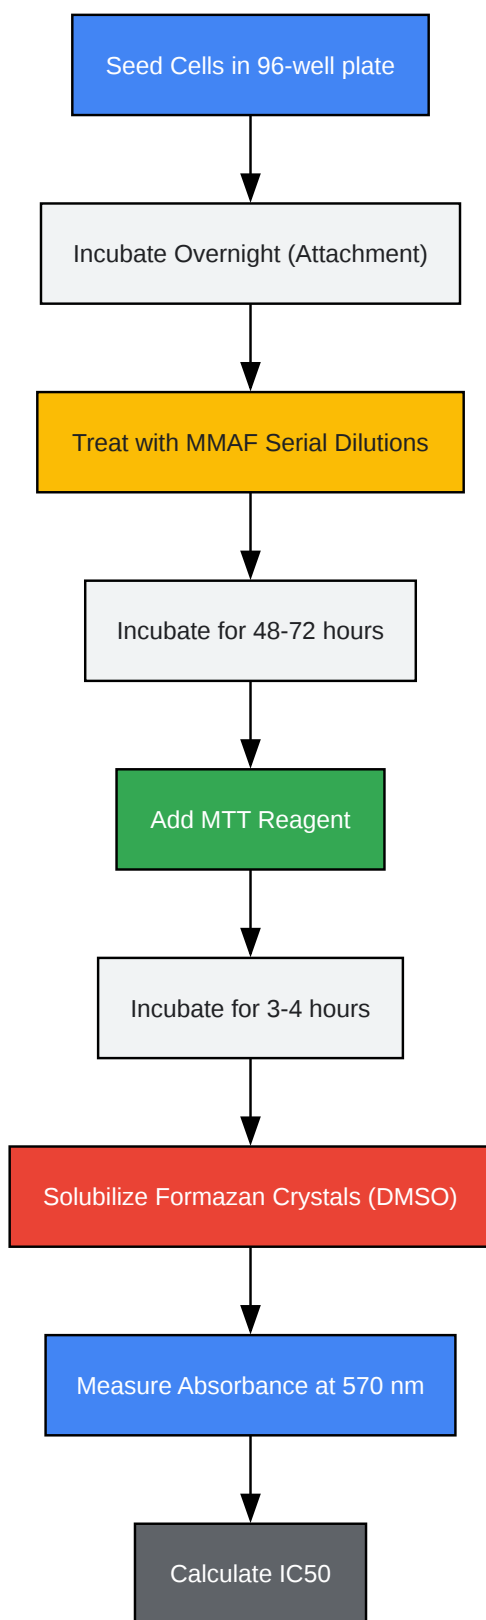 Seed Cells in 96-well plate
Incubate Overnight (Attachment)
Treat with MMAF Serial Dilutions
Incubate for 48-72 hours
Add MTT Reagent
Incubate for 3-4 hours
Solubilize Formazan Crystals (DMSO)
Measure Absorbance at 570 nm
Calculate IC50